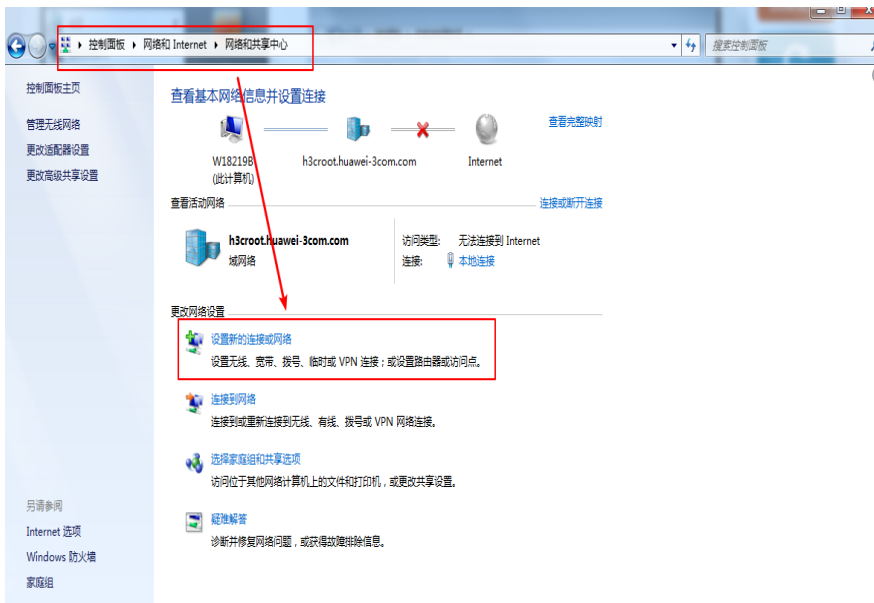 控制面板 ▸ 网络和 Internet ▸ 网络和共享中心
搜索控制面板
控制面板主页
管理无线网络
更改适配器设置
更改高级共享设置
查看基本网络信息并设置连接
查看完整映射
W18219B
(此计算机)
h3croot.huawei-3com.com
Internet
查看活动网络
连接或断开连接
h3croot.huawei-3com.com
域网络
访问类型: 无法连接到 Internet
连接: 本地连接
更改网络设置
设置新的连接或网络
设置无线、宽带、拨号、临时或 VPN 连接；或设置路由器或访问点。
连接到网络
连接到或重新连接到无线、有线、拨号或 VPN 网络连接。
选择家庭组和共享选项
访问位于其他网络计算机上的文件和打印机，或更改共享设置。
疑难解答
诊断并修复网络问题，或获得故障排除信息。
另请参阅
Internet 选项
Windows 防火墙
家庭组